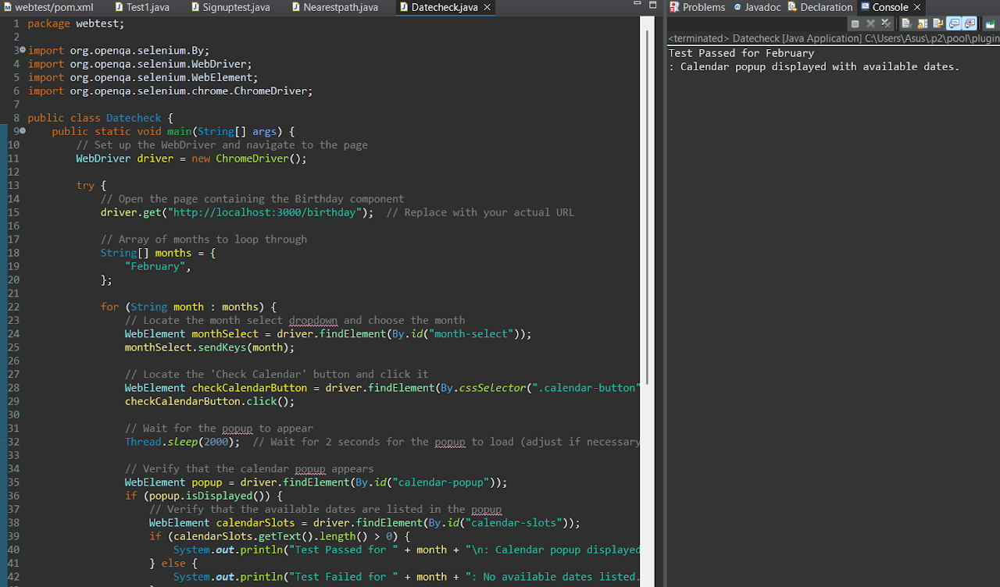 webtest/pom.xml Test1.java Signuptest.java Nearestpath.java Datecheck.java
1 package webtest;
2
3 import org.openqa.selenium.By;
4 import org.openqa.selenium.WebDriver;
5 import org.openqa.selenium.WebElement;
6 import org.openqa.selenium.chrome.ChromeDriver;
7
8 public class Datecheck {
9 public static void main(String[] args) {
10 // Set up the WebDriver and navigate to the page
11 WebDriver driver = new ChromeDriver();
12
13 try {
14 // Open the page containing the Birthday component
15 driver.get("http://localhost:3000/birthday"); // Replace with your actual URL
16
17 // Array of months to loop through
18 String[] months = {
19 "February",
20 };
21
22 for (String month : months) {
23 // Locate the month select dropdown and choose the month
24 WebElement monthSelect = driver.findElement(By.id("month-select"));
25 monthSelect.sendKeys(month);
26
27 // Locate the 'Check Calendar' button and click it
28 WebElement checkCalendarButton = driver.findElement(By.cssSelector(".calendar-button"
29 checkCalendarButton.click();
30
31 // Wait for the popup to appear
32 Thread.sleep(2000); // Wait for 2 seconds for the popup to load (adjust if necessary
33
34 // Verify that the calendar popup appears
35 WebElement popup = driver.findElement(By.id("calendar-popup"));
36 if (popup.isDisplayed()) {
37 // Verify that the available dates are listed in the popup
38 WebElement calendarSlots = driver.findElement(By.id("calendar-slots"));
39 if (calendarSlots.getText().length() > 0) {
40 System.out.println("Test Passed for " + month + "\n: Calendar popup displayed
41 } else {
42 System.out.println("Test Failed for " + month + ": No available dates listed.
Problems Javadoc Declaration Console
<terminated> Datecheck [Java Application] C:\Users\Asus\.p2\pool\plugin
Test Passed for February
: Calendar popup displayed with available dates.